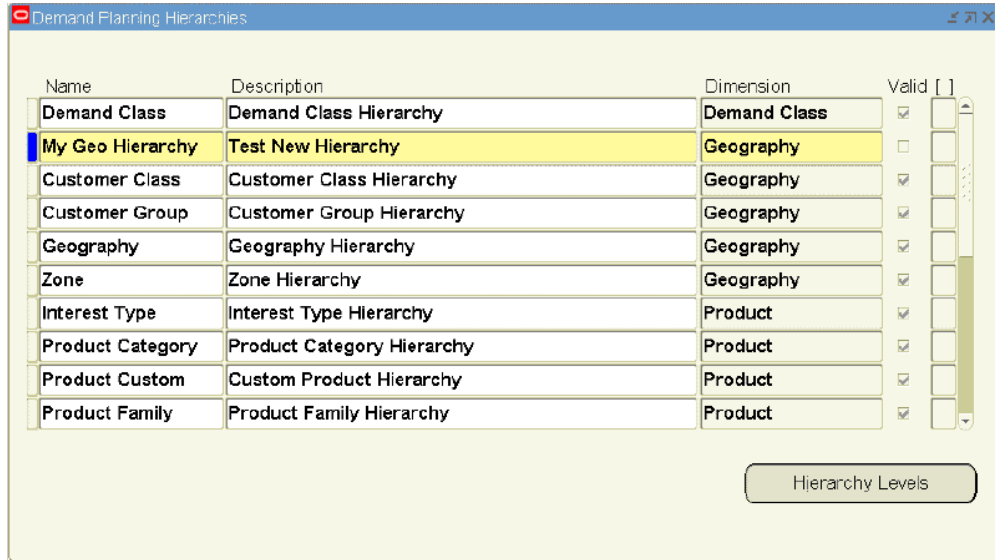 Demand Planning Hierarchies
Name Description Dimension Valid [ ]
Demand Class Demand Class Hierarchy Demand Class
My Geo Hierarchy Test New Hierarchy Geography
Customer Class Customer Class Hierarchy Geography
Customer Group Customer Group Hierarchy Geography
Geography Geography Hierarchy Geography
Zone Zone Hierarchy Geography
Interest Type Interest Type Hierarchy Product
Product Category Product Category Hierarchy Product
Product Custom Custom Product Hierarchy Product
Product Family Product Family Hierarchy Product
Hierarchy Levels